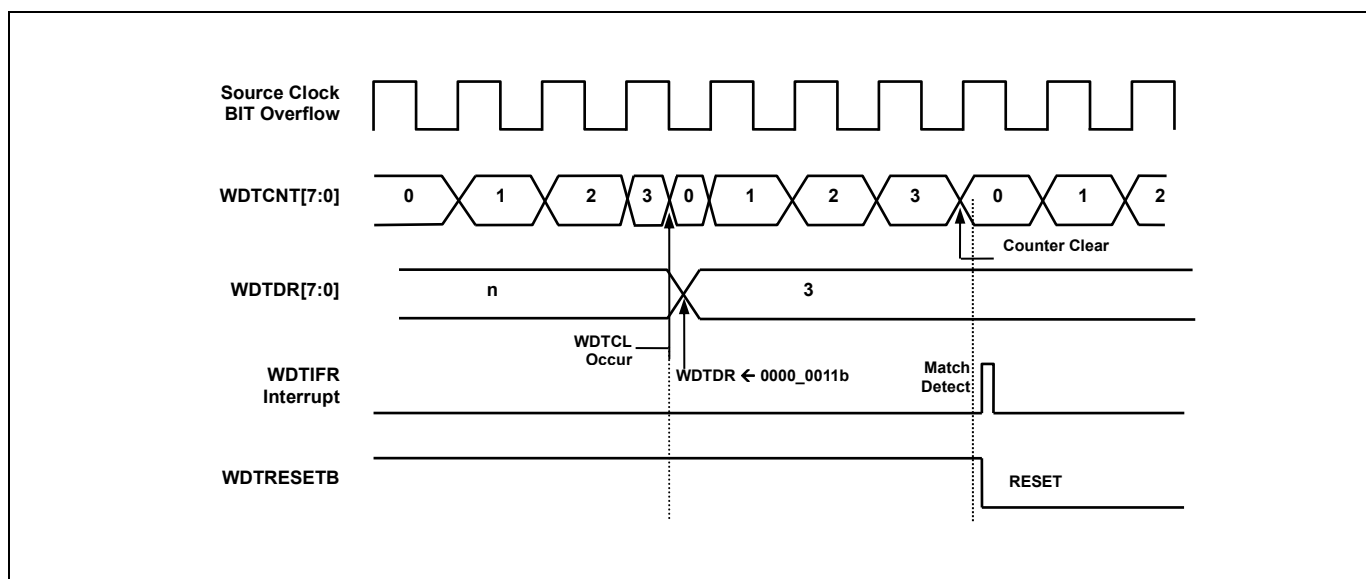 Source Clock
BIT Overflow
WDTCNT[7:0]
0 1 2 3 0 1 2 3 0 1 2
Counter Clear
WDTDR[7:0]
n 3
WDTCL
Occur
WDTDR ← 0000_0011b
Match
Detect
WDTIFR
Interrupt
WDTRESETB
RESET